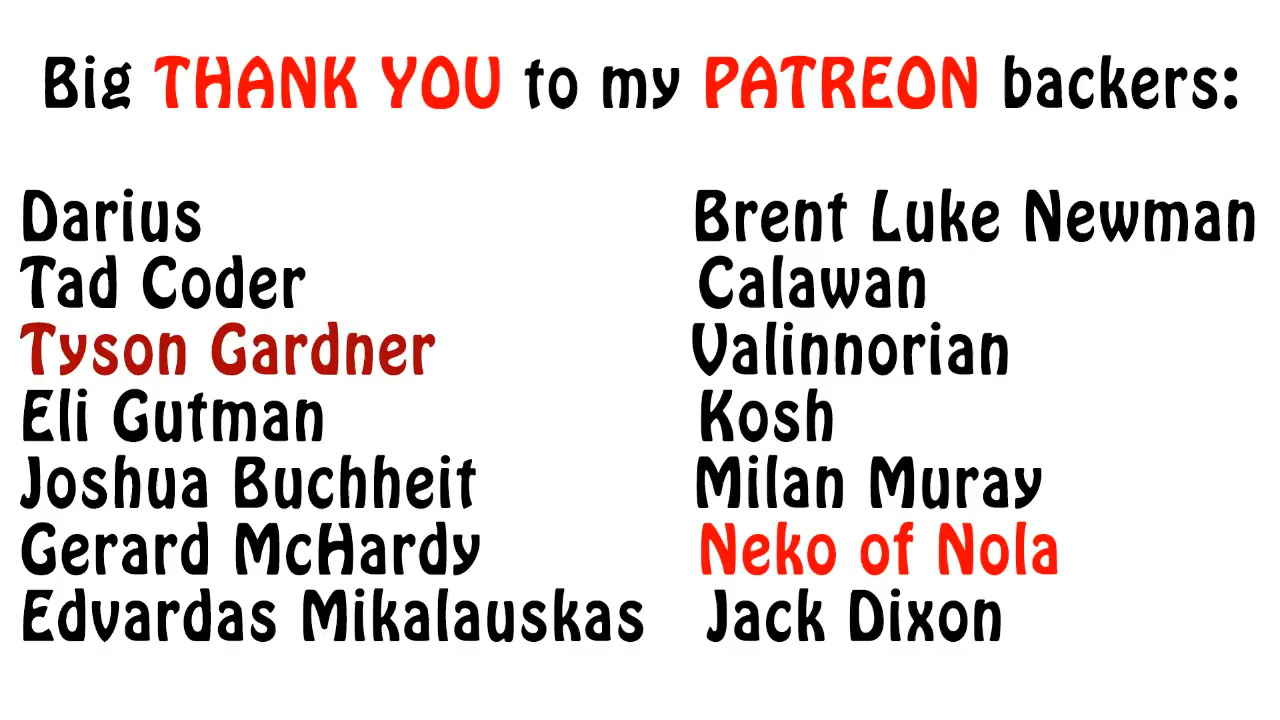 Big THANK YOU to my PATREON backers:
Darius
Tad Coder
Tyson Gardner
Eli Gutman
Joshua Buchheit
Gerard McHardy
Edvardas Mikalauskas
Brent Luke Newman
Calawan
Valinnorian
Kosh
Milan Muray
Neko of Nola
Jack Dixon